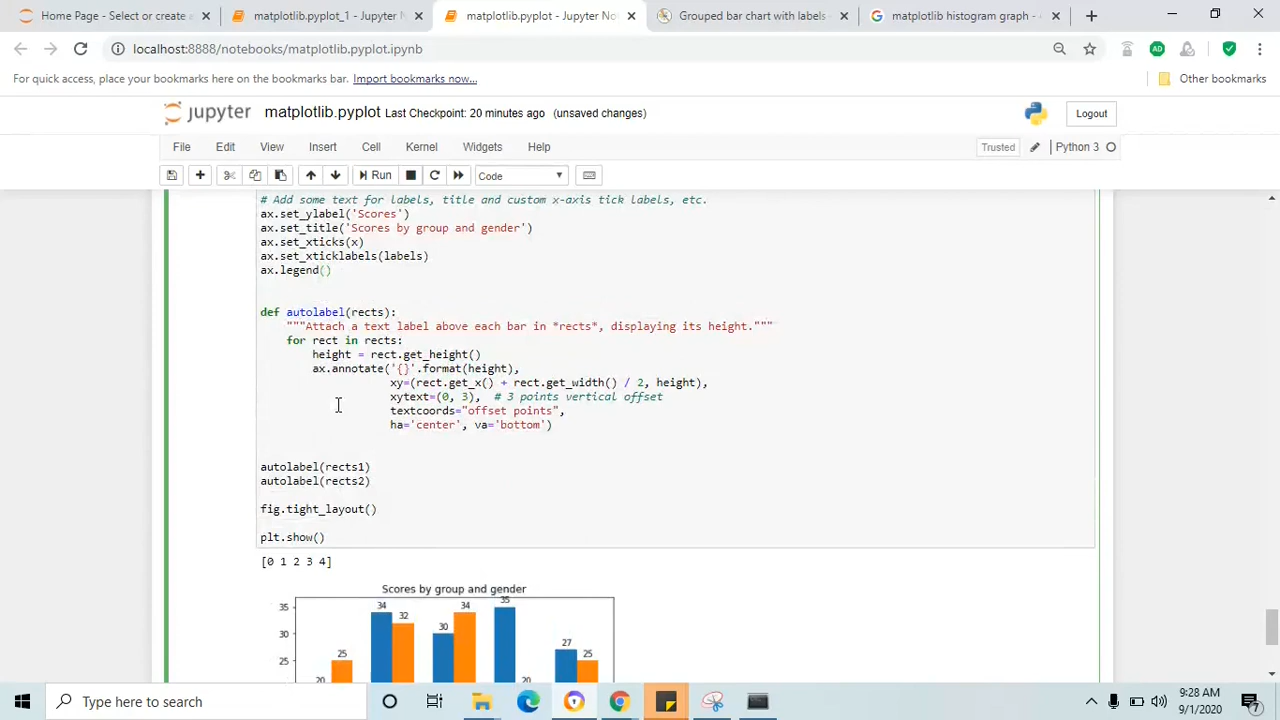 Home Page - Select or create
matplotlib.pyplot_1 - Jupyter N
matplotlib.pyplot - Jupyter No
Grouped bar chart with labels -
matplotlib histogram graph -
localhost:8888/notebooks/matplotlib.pyplot.ipynb
For quick access, place your bookmarks here on the bookmarks bar. Import bookmarks now...
Other bookmarks
jupyter matplotlib.pyplot Last Checkpoint: 20 minutes ago (unsaved changes)
Logout
File Edit View Insert Cell Kernel Widgets Help
Trusted Python 3
Run Code
# Add some text for labels, title and custom x-axis tick labels, etc.
ax.set_ylabel('Scores')
ax.set_title('Scores by group and gender')
ax.set_xticks(x)
ax.set_xticklabels(labels)
ax.legend()
def autolabel(rects):
"""Attach a text label above each bar in *rects*, displaying its height."""
for rect in rects:
height = rect.get_height()
ax.annotate('{}'.format(height),
xy=(rect.get_x() + rect.get_width() / 2, height),
xytext=(0, 3),  # 3 points vertical offset
textcoords="offset points",
ha='center', va='bottom')
autolabel(rects1)
autolabel(rects2)
fig.tight_layout()
plt.show()
[0 1 2 3 4]
Scores by group and gender
35 34 32 30 34 35 27 25
30
25 25
20 20
Type here to search
9:28 AM
9/1/2020
7